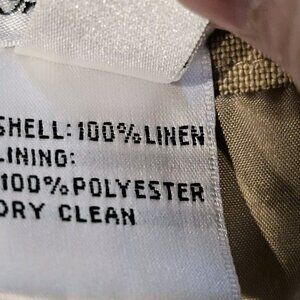 SHELL: 100% LINEN
LINING:
100% POLYESTER
DRY CLEAN